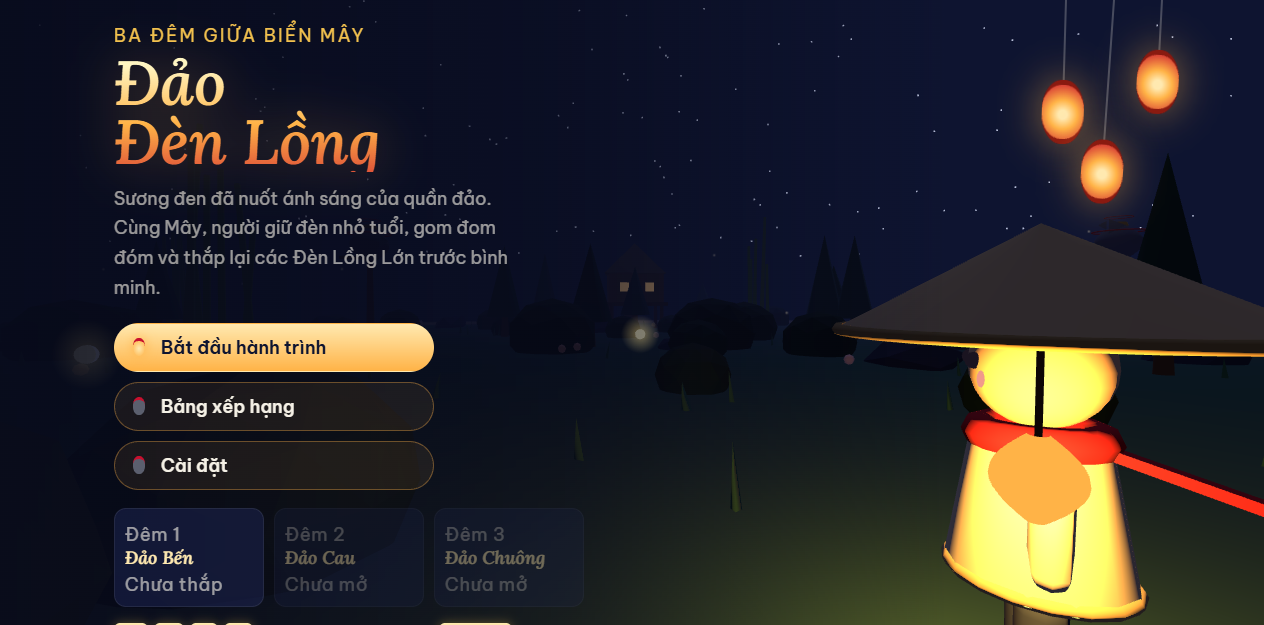 BA ĐÊM GIỮA BIỂN MÂY
Đảo
Đèn Lồng
Sương đen đã nuốt ánh sáng của quần đảo.
Cùng Mây, người giữ đèn nhỏ tuổi, gom đom
đóm và thắp lại các Đèn Lồng Lớn trước bình
minh.
Bắt đầu hành trình
Bảng xếp hạng
Cài đặt
Đêm 1
Đảo Bến
Chưa thắp
Đêm 2
Đảo Cau
Chưa mở
Đêm 3
Đảo Chuông
Chưa mở